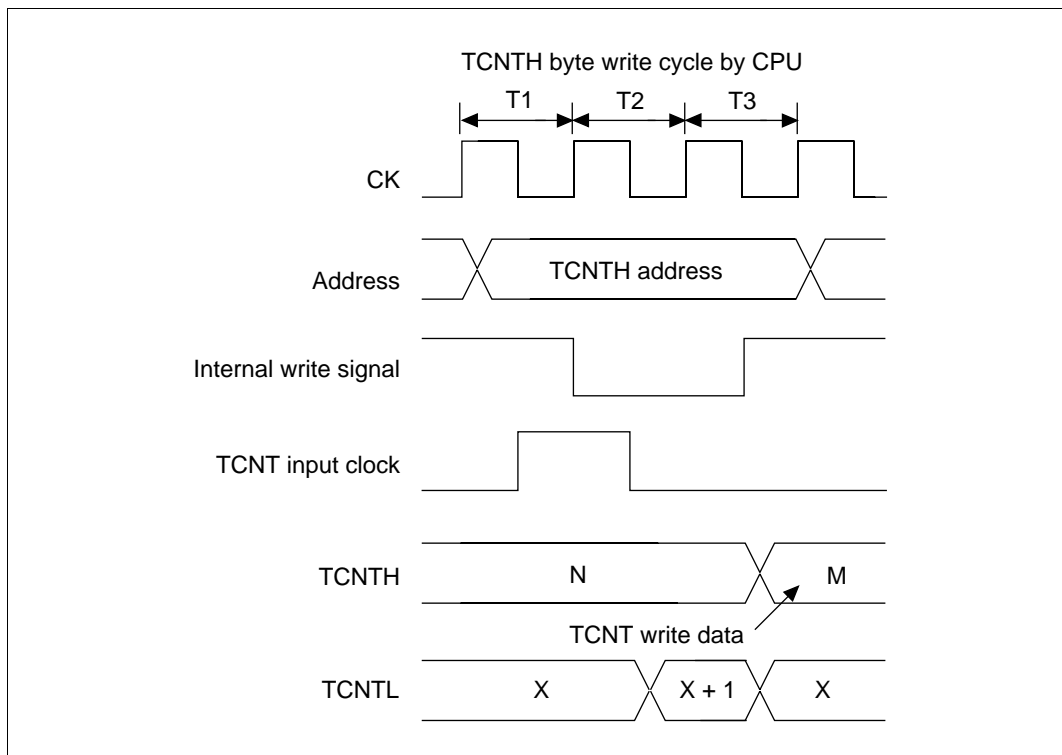 TCNTH byte write cycle by CPU
T1 T2 T3
CK
Address TCNTH address
Internal write signal
TCNT input clock
TCNTH N M
TCNT write data
TCNTL X X + 1 X